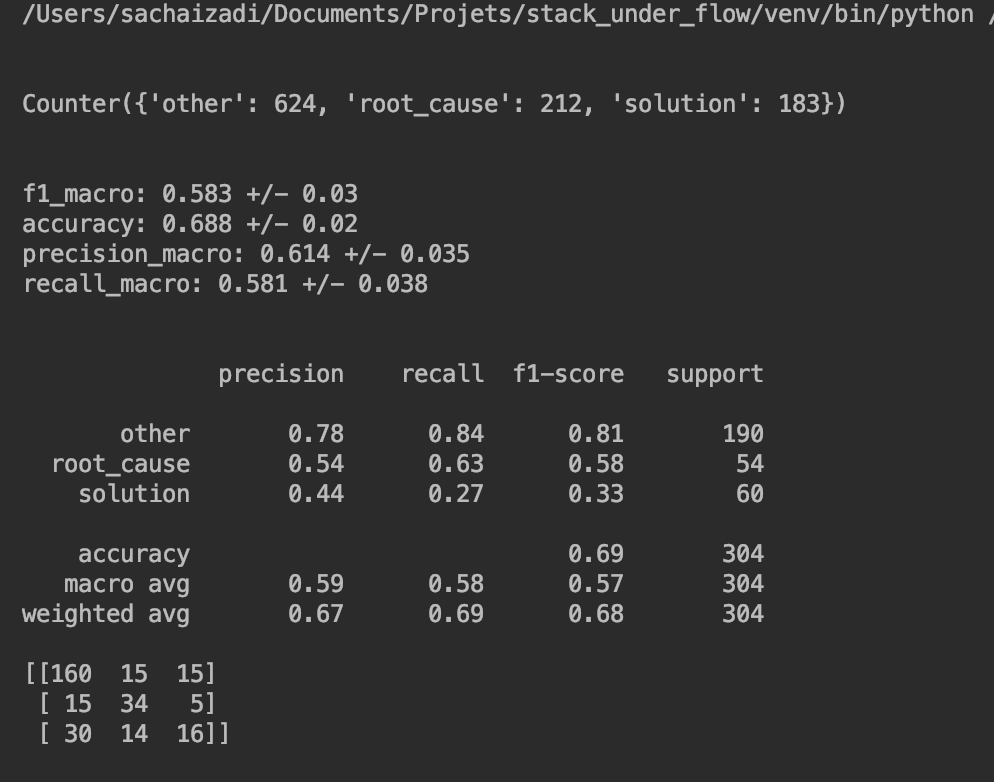 /Users/sachaizadi/Documents/Projets/stack_under_flow/venv/bin/python /
Counter({'other': 624, 'root_cause': 212, 'solution': 183})
f1_macro: 0.583 +/- 0.03
accuracy: 0.688 +/- 0.02
precision_macro: 0.614 +/- 0.035
recall_macro: 0.581 +/- 0.038
precision recall f1-score support
other 0.78 0.84 0.81 190
root_cause 0.54 0.63 0.58 54
solution 0.44 0.27 0.33 60
accuracy 0.69 304
macro avg 0.59 0.58 0.57 304
weighted avg 0.67 0.69 0.68 304
[[160 15 15]
[ 15 34 5]
[ 30 14 16]]